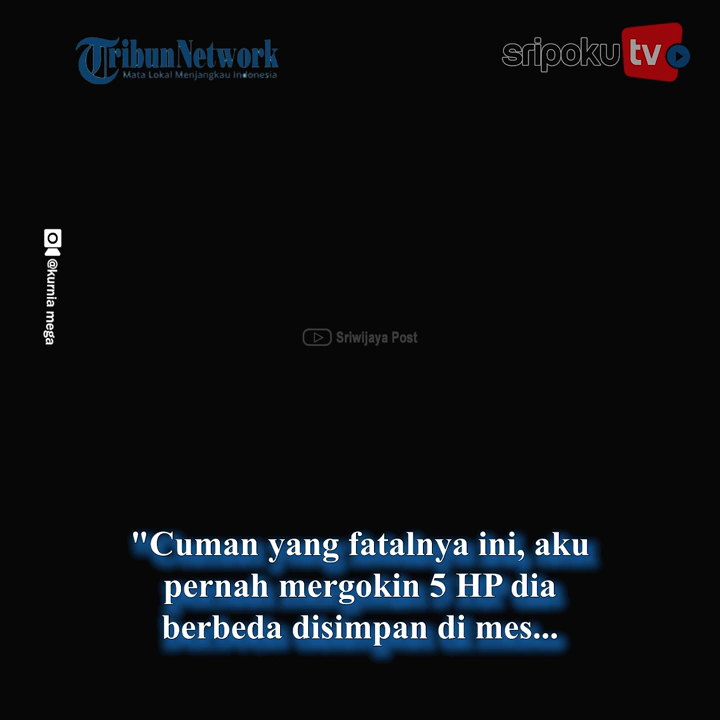 TribunNetwork
Mata Lokal Menjangkau Indonesia
sripoku tv
@kurnia mega
Sriwijaya Post
"Cuman yang fatalnya ini, aku
pernah mergokin 5 HP dia
berbeda disimpan di mes...